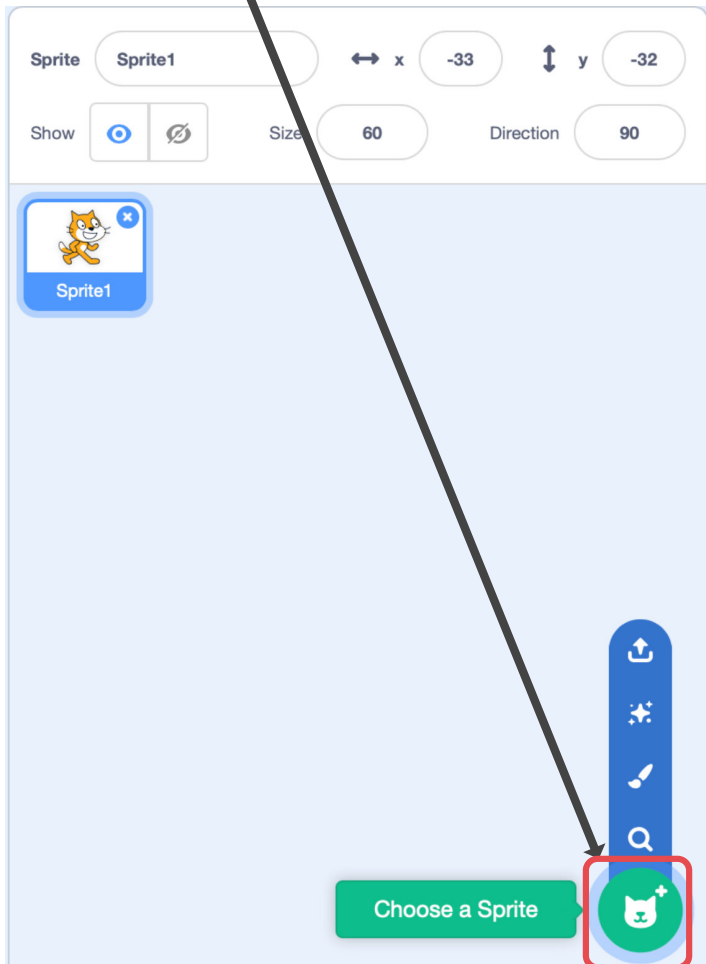 Sprite Sprite1 x -33 y -32
Show Size 60 Direction 90
Sprite1
Choose a Sprite